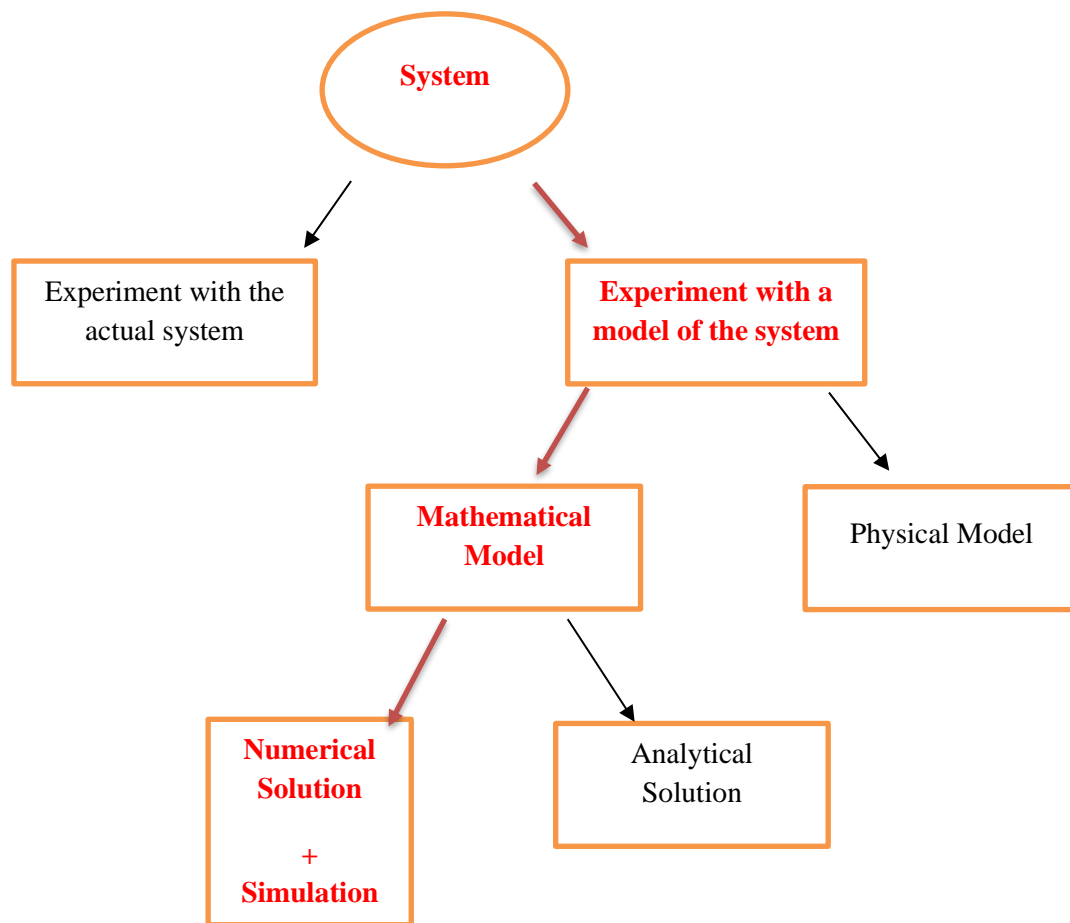 System
Experiment with the
actual system
Experiment with a
model of the system
Mathematical
Model
Physical Model
Numerical
Solution
+
Simulation
Analytical
Solution